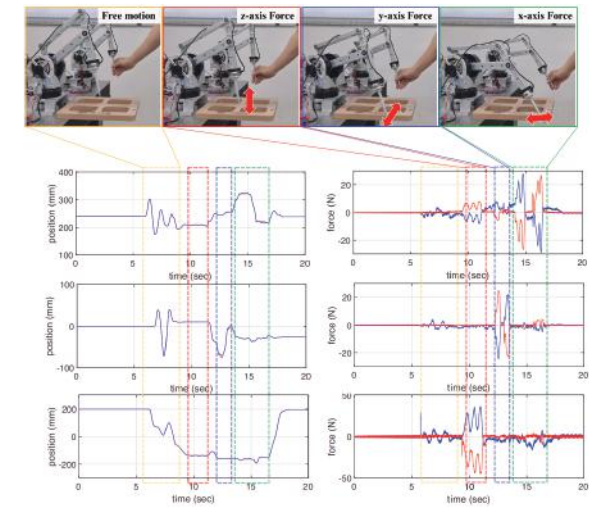 Free motion
z-axis Force
y-axis Force
x-axis Force
400
300
200
100
position (mm)
0 5 10 15 20
time (sec)
20
0
-20
force (N)
0 5 10 15 20
time (sec)
100
0
-100
position (mm)
0 5 10 15 20
time (sec)
20
0
-20
force (N)
0 5 10 15 20
time (sec)
200
0
-200
position (mm)
0 5 10 15 20
time (sec)
50
0
-50
force (N)
0 5 10 15 20
time (sec)